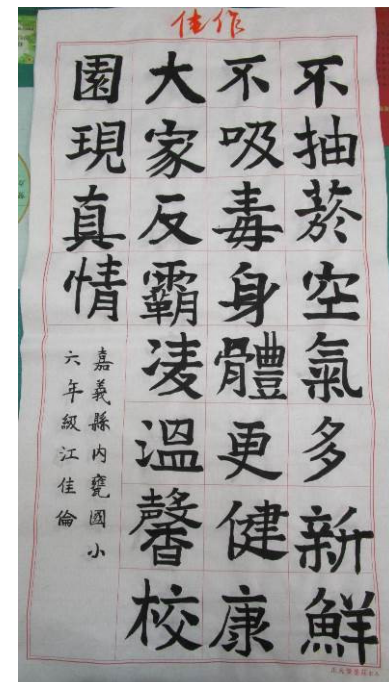 佳作
不抽菸空氣多新鮮
不吸毒身體更健康
大家反霸凌溫馨校
園現真情
嘉義縣內甕國小
六年級江佳倫